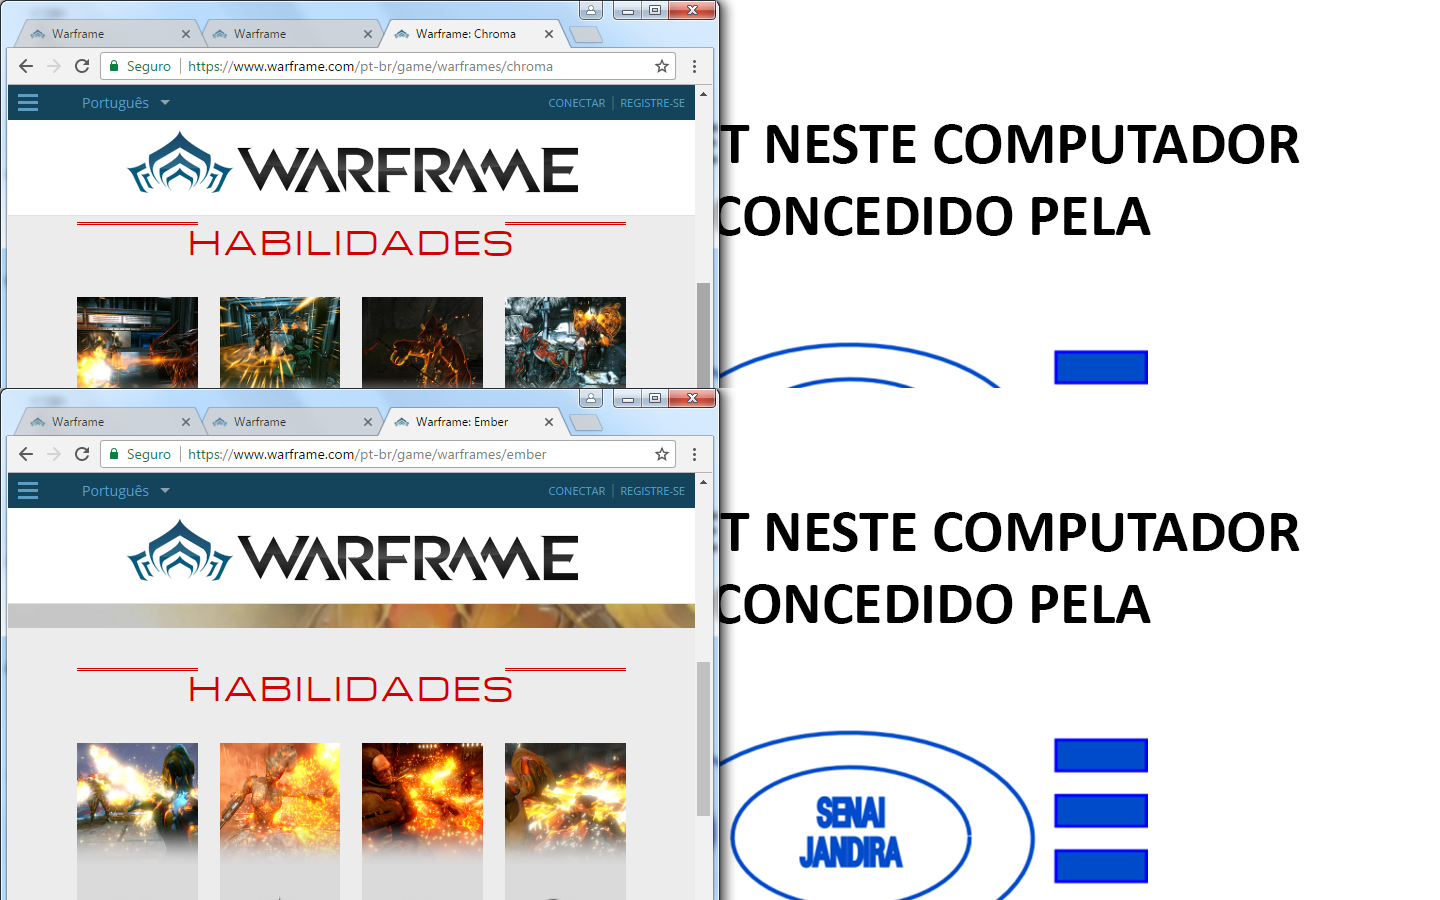 Warframe
Warframe
Warframe: Chroma
Seguro
https://www.warframe.com/pt-br/game/warframes/chroma
Português
CONECTAR | REGISTRE-SE
WARFRAME
HABILIDADES
T NESTE COMPUTADOR
CONCEDIDO PELA
Warframe
Warframe
Warframe: Ember
Seguro
https://www.warframe.com/pt-br/game/warframes/ember
Português
CONECTAR | REGISTRE-SE
WARFRAME
HABILIDADES
T NESTE COMPUTADOR
CONCEDIDO PELA
SENAI
JANDIRA